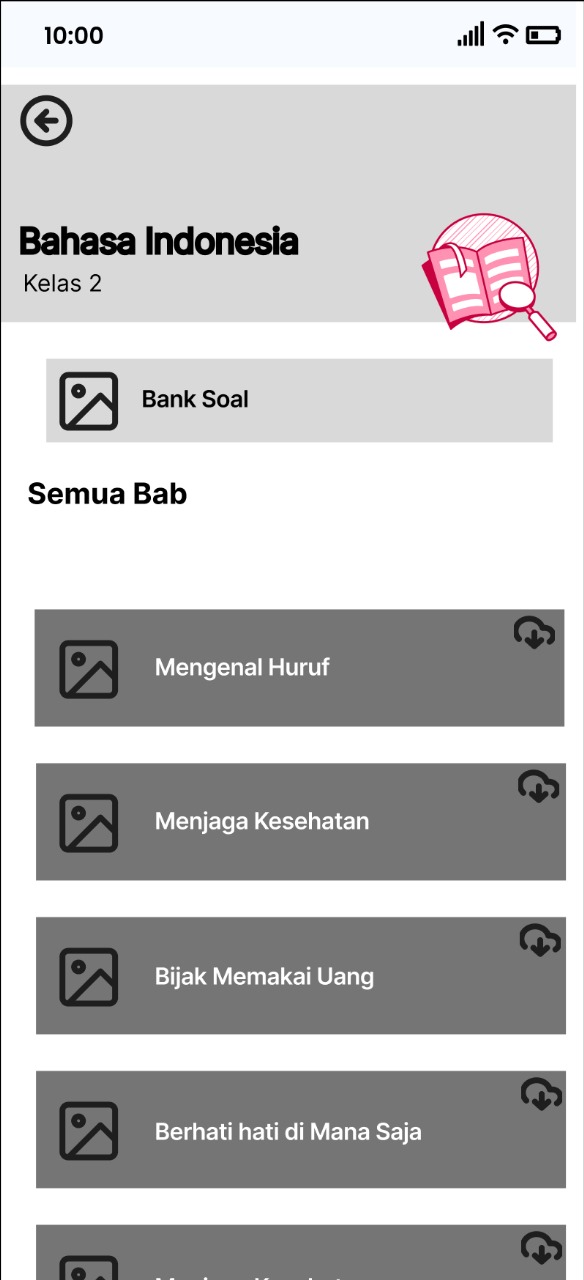 10:00
Bahasa Indonesia
Kelas 2
Bank Soal
Semua Bab
Mengenal Huruf
Menjaga Kesehatan
Bijak Memakai Uang
Berhati hati di Mana Saja